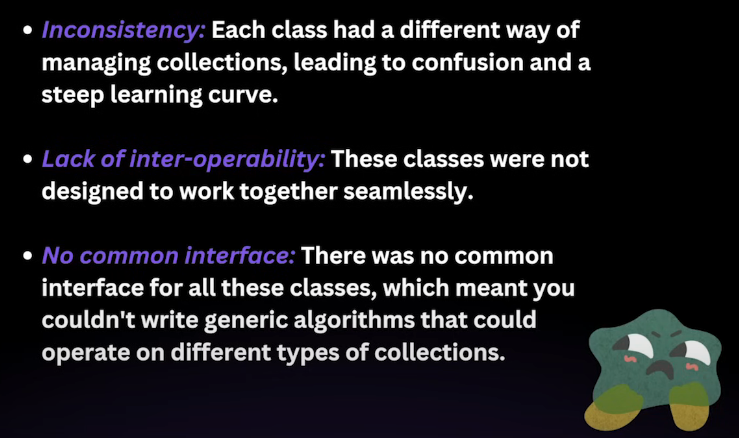 • Inconsistency: Each class had a different way of
managing collections, leading to confusion and a
steep learning curve.
• Lack of inter-operability: These classes were not
designed to work together seamlessly.
• No common interface: There was no common
interface for all these classes, which meant you
couldn't write generic algorithms that could
operate on different types of collections.